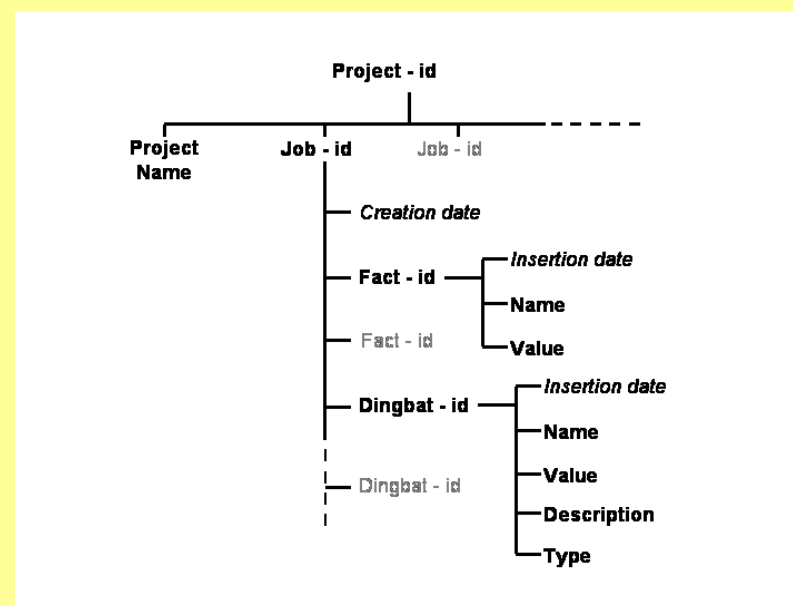 Project - id
Project
Name
Job - id
Job - id
Creation date
Fact - id
Insertion date
Name
Value
Fact - id
Dingbat - id
Insertion date
Name
Value
Description
Type
Dingbat - id